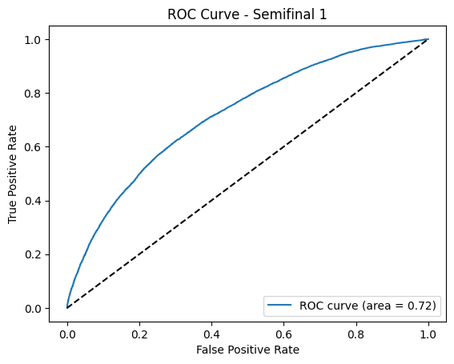 ROC Curve - Semifinal 1
True Positive Rate
1.0
0.8
0.6
0.4
0.2
0.0
ROC curve (area = 0.72)
0.0 0.2 0.4 0.6 0.8 1.0
False Positive Rate